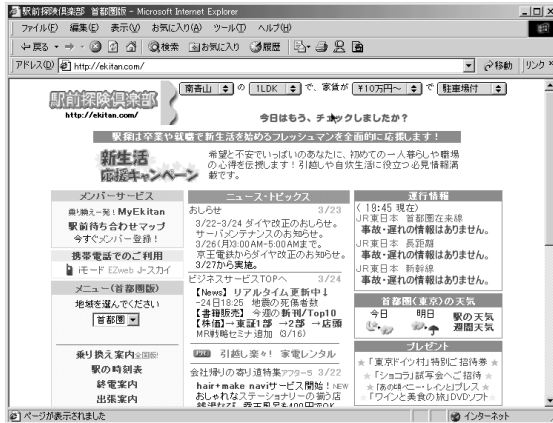 駅前探険倶楽部 首都圏版 - Microsoft Internet Explorer
ファイル(F) 編集(E) 表示(V) お気に入り(A) ツール(T) ヘルプ(H)
戻る 検索 お気に入り 履歴
アドレス(D) http://ekitan.com/ 移動 リンク
駅前探険倶楽部
http://ekitan.com/
南青山 の 1LDK で、家賃が ¥10万円~ で 駐車場付
今日はもう、チェックしましたか?
駅探は卒業や就職で新生活を始めるフレッシュマンを全面的に応援します!
新生活
応援キャンペーン
希望と不安でいっぱいのあなたに、初めての一人暮らしや職場
の心得を伝授します!引越しや自炊生活に役立つ必見情報満
載です。
メンバーサービス
乗り換え一発!MyEkitan
駅前待ち合わせマップ
今すぐメンバー登録!
携帯電話でのご利用
iモード EZweb J-スカイ
メニュー(首都圏版)
地域を選んでください
首都圏
乗り換え案内 全国版
駅の時刻表
終電案内
出張案内
ニュース・トピックス
おしらせ 3/23
3/22-3/24 ダイヤ改正のおしらせ。
サーバメンテナンスのお知らせ。
3/26(月)3:00AM-5:00AMまで。
京王電鉄からダイヤ改正のお知らせ。
3/27から実施。
ビジネスサービスTOPへ 3/24
【News】 リアルタイム更新中↓
-24日18:25 地震の死傷者数
【書籍販売】 今週の新刊/Top10
【株価】→東証1部 →2部 →店頭
MR戦略セミナ追加 (3/16)
引越し楽々! 家電レンタル
会社帰りの寄り道特集アフター5 3/22
hair+make naviサービス開始!NEW
おしゃれなステーショナリーの揃う店
運行情報
( 19:45 現在)
JR東日本 首都圏在来線
事故・遅れの情報はありません。
JR東日本 長距離
事故・遅れの情報はありません。
JR東日本 新幹線
事故・遅れの情報はありません。
首都圏(東京)の天気
今日 明日 駅の天気
週間天気
プレゼント
★「東京ドイツ村」特別ご招待券★
★「ショコラ」試写会へご招待★
★「ワインと美食の旅」DVDソフト★
ページが表示されました
インターネット